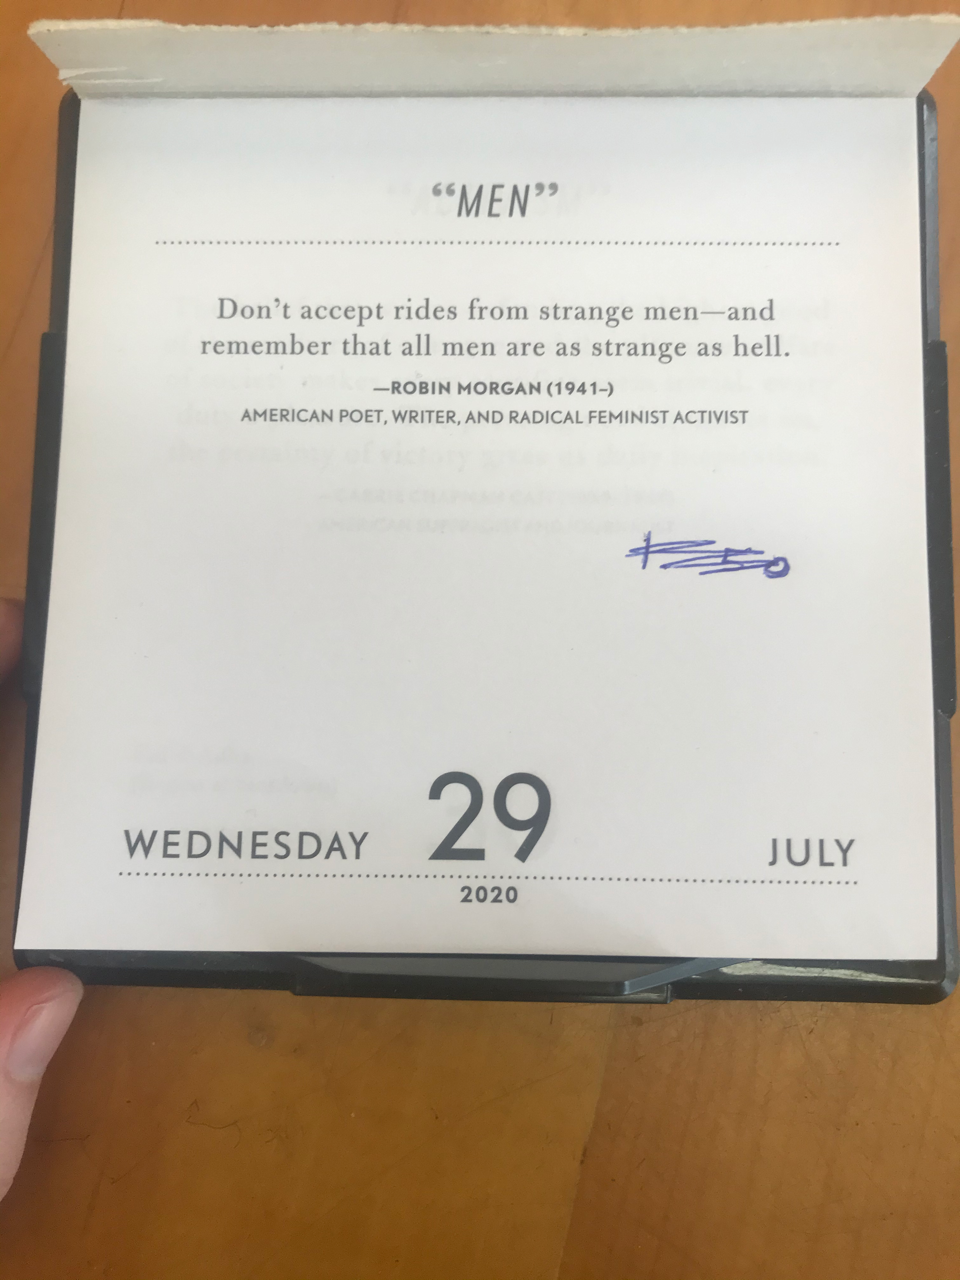 “MEN”
Don’t accept rides from strange men—and
remember that all men are as strange as hell.
—ROBIN MORGAN (1941–)
AMERICAN POET, WRITER, AND RADICAL FEMINIST ACTIVIST
WEDNESDAY 29 JULY
2020